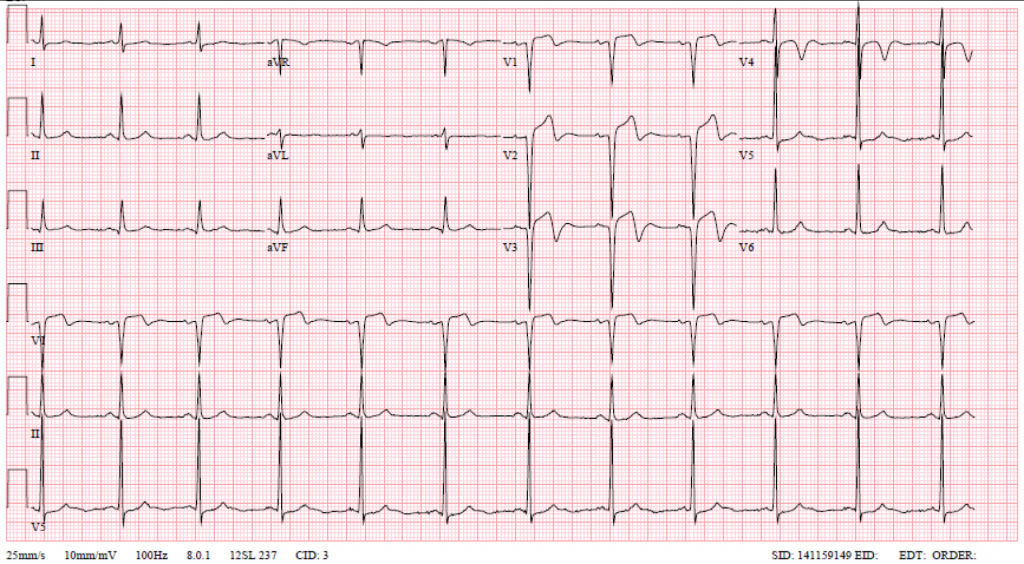 I aVR V1 V4
II aVL V2 V5
III aVF V3 V6
V1
II
V5
25mm/s 10mm/mV 100Hz 8.0.1 12SL 237 CID: 3 SID: 141159149 EID: EDT: ORDER: